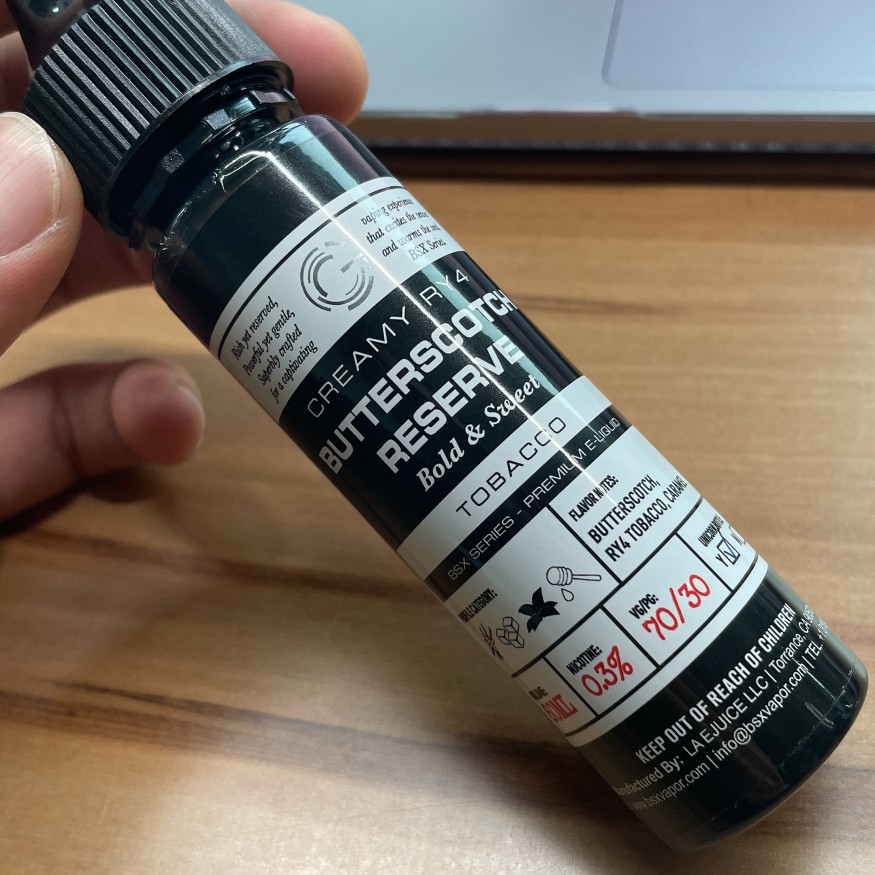 Rich yet reserved,
Powerful yet gentle,
Superbly crafted
for a captivating
G
vaping experience
that excites the senses
and warms the soul.
BSX Series.
CREAMY RY4
BUTTERSCOTCH
RESERVE
Bold & Sweet
TOBACCO
BSX SERIES - PREMIUM E-LIQUID
FLAVOR NOTES:
BUTTERSCOTCH,
RY4 TOBACCO, CARAM
CATEGORY:
NICOTINE:
0.3%
VG/PG:
70/30
Y
KEEP OUT OF REACH OF CHILDREN
Manufactured By: LA EJUICE LLC | Torrance, CA
www.bsxvapor.com | info@bsxvapor.com | TEL